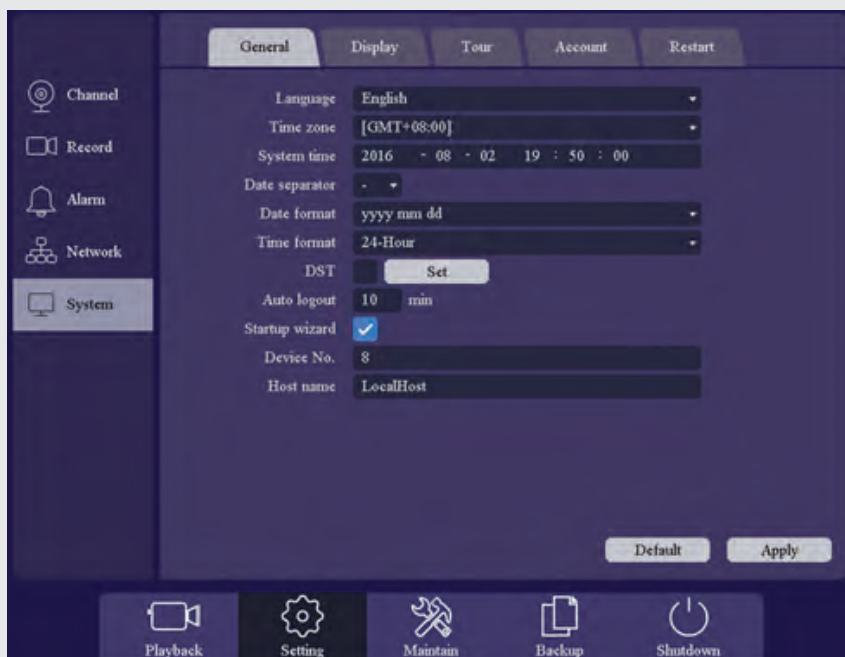 General Display Tour Account Restart
Channel
Record
Alarm
Network
System
Language English
Time zone [GMT+08:00]
System time 2016 - 08 - 02 19 : 50 : 00
Date separator -
Date format yyyy mm dd
Time format 24-Hour
DST Set
Auto logout 10 min
Startup wizard
Device No. 8
Host name LocalHost
Default Apply
Playback Setting Maintain Backup Shutdown